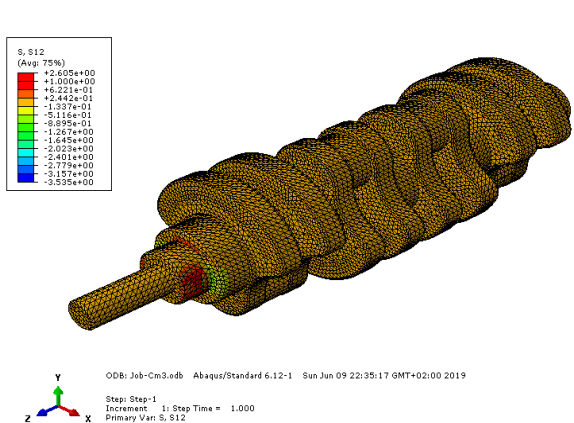 S, S12
(Avg: 75%)
+2.605e+00
+1.000e+00
+6.221e-01
+2.442e-01
-1.337e-01
-5.116e-01
-8.895e-01
-1.267e+00
-1.645e+00
-2.023e+00
-2.401e+00
-2.779e+00
-3.157e+00
-3.535e+00
Y
Z X
ODB: Job-Cm3.odb Abaqus/Standard 6.12-1 Sun Jun 09 22:35:17 GMT+02:00 2019
Step: Step-1
Increment 1: Step Time = 1.000
Primary Var: S, S12